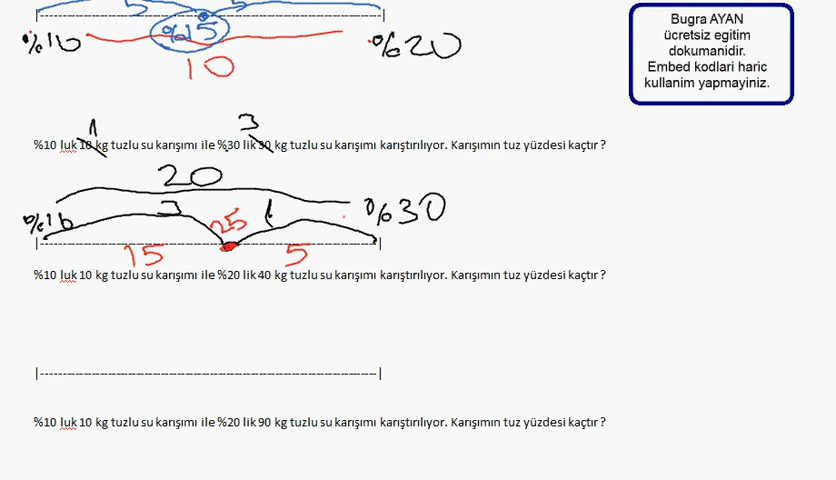 5 5
%10 %15 %20
10
Bugra AYAN
ücretsiz egitim
dokumanidir.
Embed kodlari haric
kullanim yapmayiniz.
1 3
%10 luk 10 kg tuzlu su karışımı ile %30 lik 30 kg tuzlu su karışımı karıştırılıyor. Karışımın tuz yüzdesi kaçtır ?
20
%10 3 25 1 %30
|---------------------------------------------------------------------|
15 5
%10 luk 10 kg tuzlu su karışımı ile %20 lik 40 kg tuzlu su karışımı karıştırılıyor. Karışımın tuz yüzdesi kaçtır ?
|---------------------------------------------------------------------|
%10 luk 10 kg tuzlu su karışımı ile %20 lik 90 kg tuzlu su karışımı karıştırılıyor. Karışımın tuz yüzdesi kaçtır ?